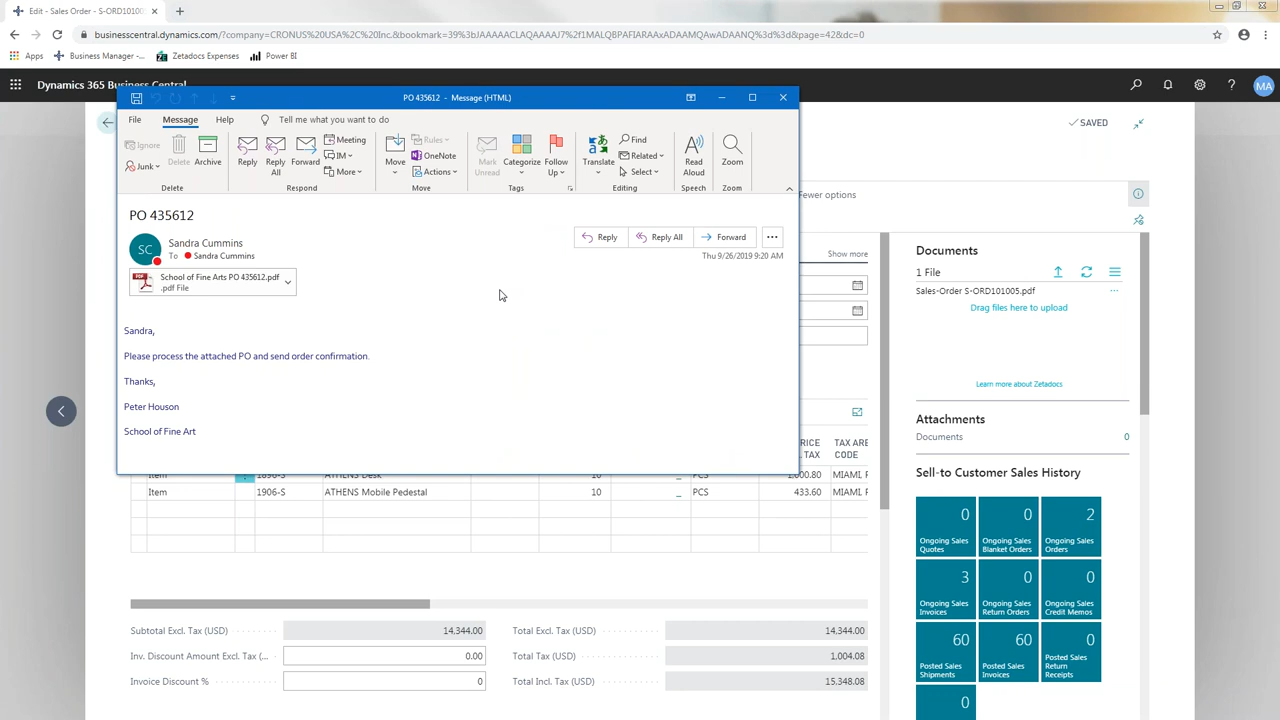 Edit - Sales Order - S-ORD10100
businesscentral.dynamics.com/?company=CRONUS%20USA%2C%20Inc.&bookmark=39%3bJAAAACLAQAAAAJ7%2f1MALQBPAFIARAAxADAAMQAwADAANQ%3d%3d&page=42&dc=0
Apps Business Manager -... Zetadocs Expenses Power BI
Dynamics 365 Business Central MA
PO 435612 - Message (HTML)
SAVED
File Message Help Tell me what you want to do
Ignore Junk Delete Archive
Reply Reply All Forward Meeting IM More
Move Rules OneNote Actions
Mark Unread Categorize Follow Up
Translate Find Related Select
Read Aloud Zoom
Delete Respond Move Tags Editing Speech Zoom
Fewer options
PO 435612
SC Sandra Cummins
To Sandra Cummins
Reply Reply All Forward
Thu 9/26/2019 9:20 AM
Show more
PDF School of Fine Arts PO 435612.pdf
.pdf File
Sandra,
Please process the attached PO and send order confirmation.
Thanks,
Peter Houson
School of Fine Art
Documents
1 File
Sales-Order S-ORD101005.pdf
Drag files here to upload
Learn more about Zetadocs
Attachments
Documents 0
RICE TAX AREA
. TAX CODE
Item 1896-S ATHENS Desk 10 PCS 000.80 MIAMI, F
Item 1906-S ATHENS Mobile Pedestal 10 PCS 433.60 MIAMI, F
Sell-to Customer Sales History
0 Ongoing Sales Quotes
0 Ongoing Sales Blanket Orders
2 Ongoing Sales Orders
3 Ongoing Sales Invoices
0 Ongoing Sales Return Orders
0 Ongoing Sales Credit Memos
60 Posted Sales Shipments
60 Posted Sales Invoices
0 Posted Sales Return Receipts
0
Subtotal Excl. Tax (USD) 14,344.00 Total Excl. Tax (USD) 14,344.00
Inv. Discount Amount Excl. Tax (... 0.00 Total Tax (USD) 1,004.08
Invoice Discount % 0 Total Incl. Tax (USD) 15,348.08